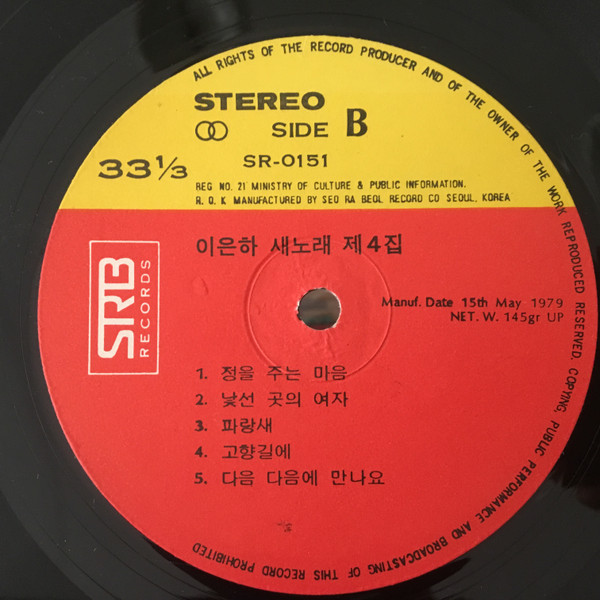 ALL RIGHTS OF THE RECORD PRODUCER AND OF THE OWNER OF THE WORK REPRODUCED RESERVED. COPYING, PUBLIC PERFORMANCE AND BROADCASTING OF THIS RECORD PROHIBITED
STEREO
SIDE B
33 1/3
SR-0151
REG NO. 21 MINISTRY OF CULTURE & PUBLIC INFORMATION.
R. O. K MANUFACTURED BY SEO RA BEOL RECORD CO SEOUL, KOREA
이은하 새노래 제4집
SRB
RECORDS
Manuf. Date 15th May 1979
NET. W. 145gr UP
1. 정을 주는 마음
2. 낯선 곳의 여자
3. 파랑새
4. 고향길에
5. 다음 다음에 만나요